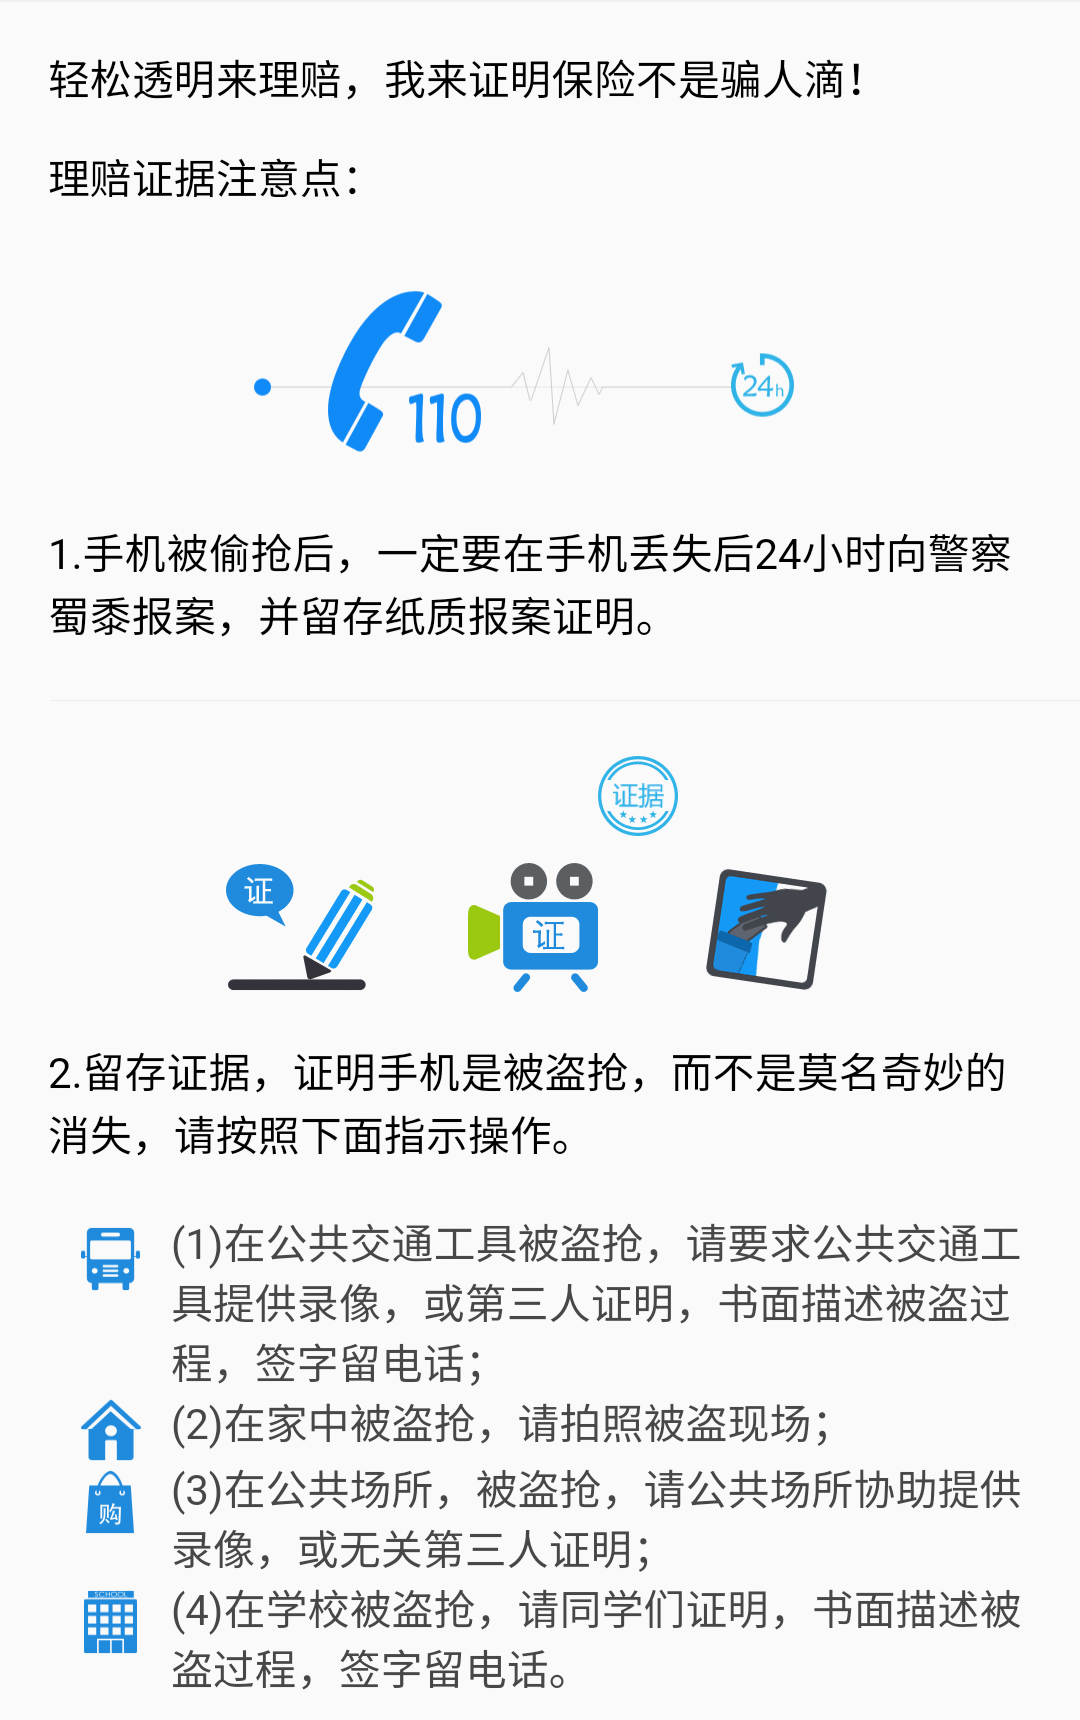 轻松透明来理赔，我来证明保险不是骗人滴！
理赔证据注意点：
110
24h
1.手机被偷抢后，一定要在手机丢失后24小时向警察
蜀黍报案，并留存纸质报案证明。
证据
证
证
2.留存证据，证明手机是被盗抢，而不是莫名奇妙的
消失，请按照下面指示操作。
(1)在公共交通工具被盗抢，请要求公共交通工
具提供录像，或第三人证明，书面描述被盗过
程，签字留电话；
(2)在家中被盗抢，请拍照被盗现场；
(3)在公共场所，被盗抢，请公共场所协助提供
购
录像，或无关第三人证明；
SCHOOL
(4)在学校被盗抢，请同学们证明，书面描述被
盗过程，签字留电话。